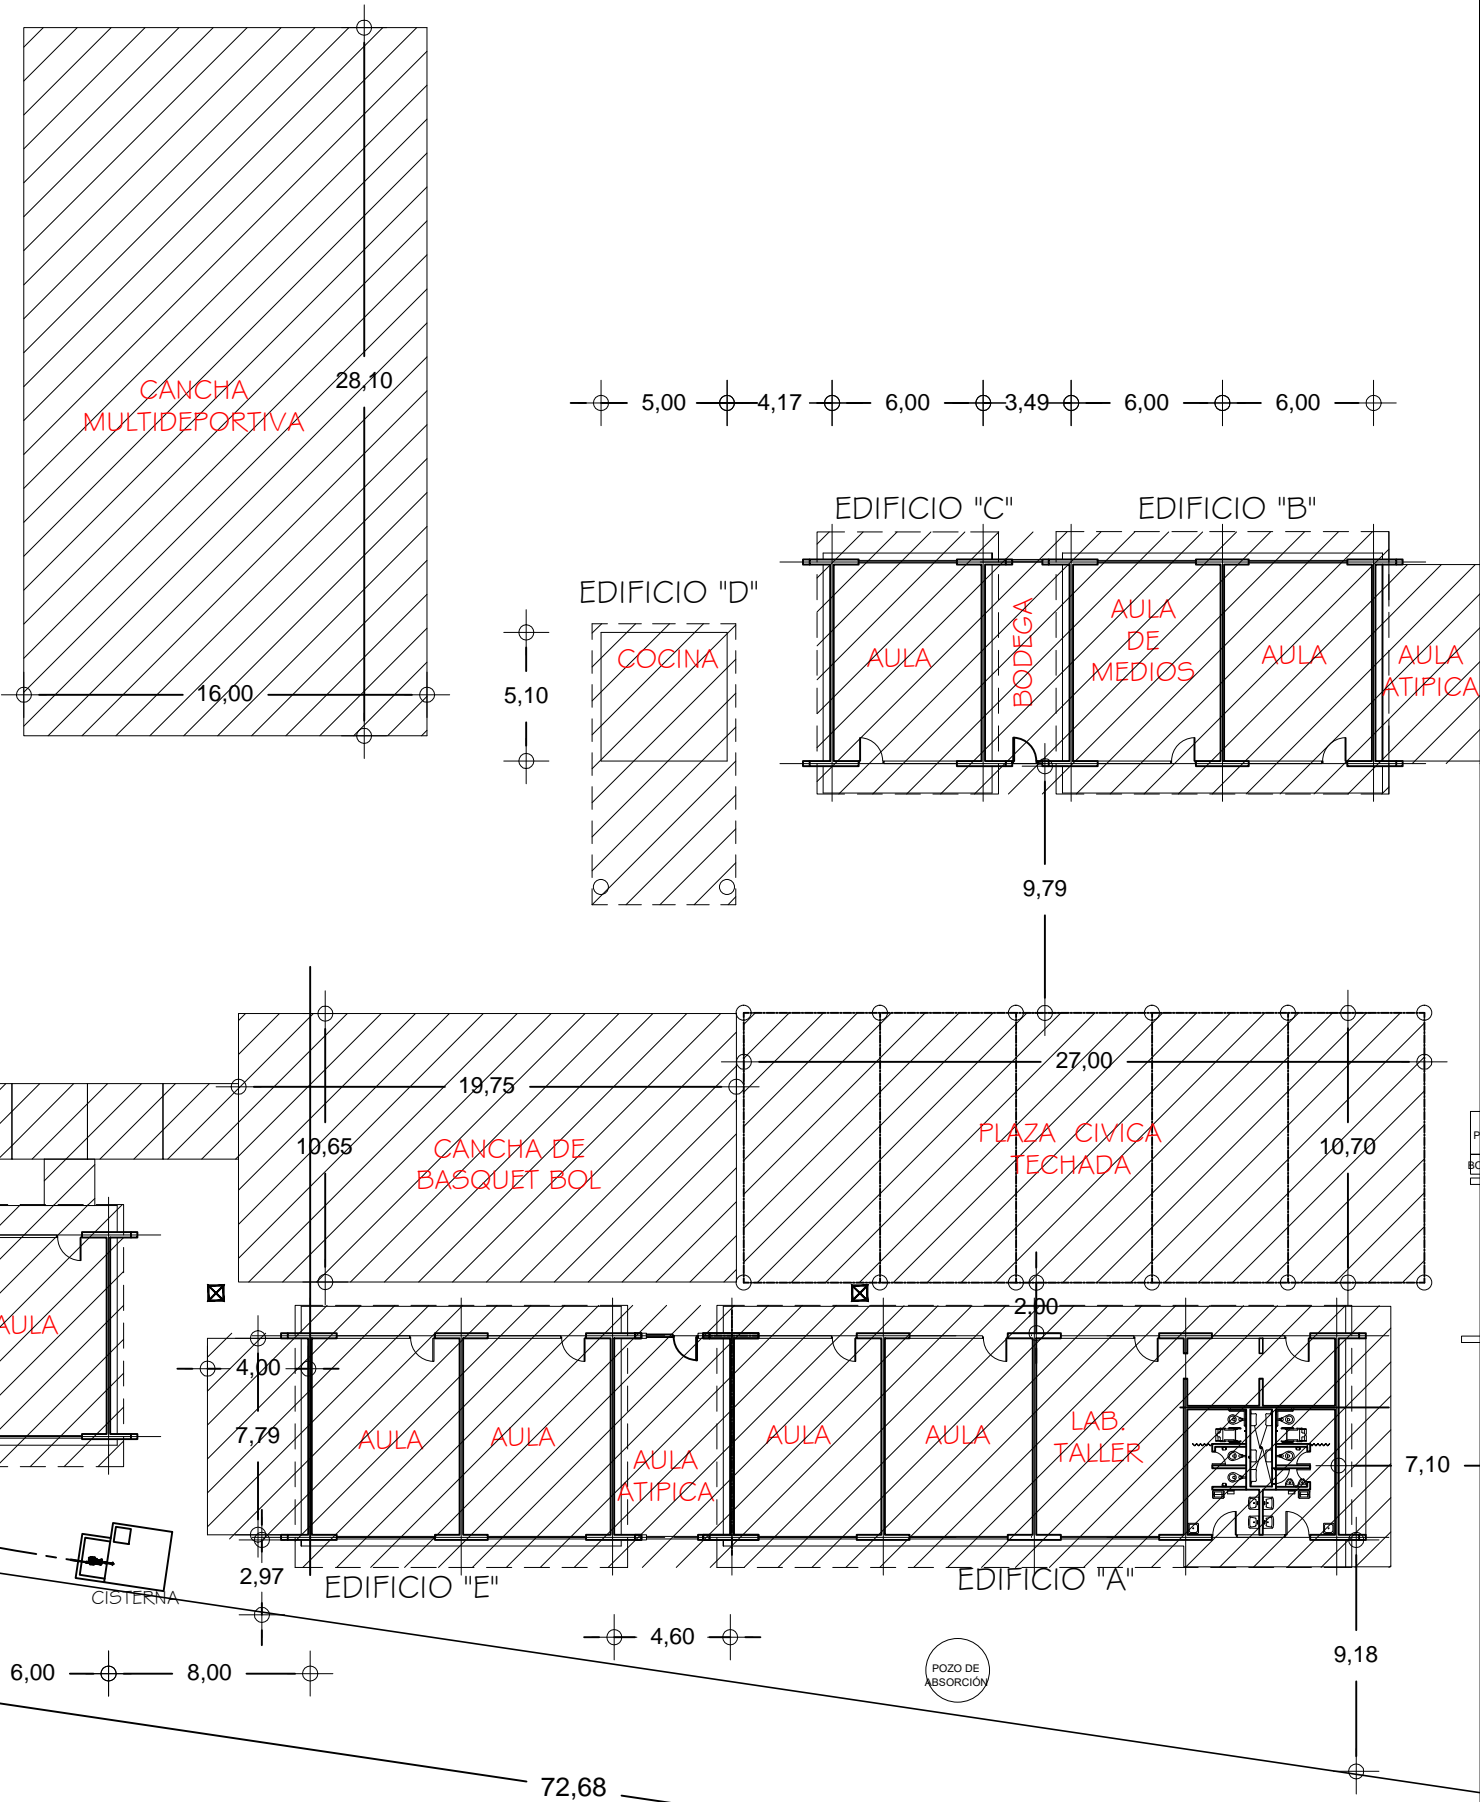 CANCHA
MULTIDEPORTIVA
28,10
16,00
5,00
4,17
6,00
3,49
6,00
6,00
EDIFICIO "C"
EDIFICIO "B"
EDIFICIO "D"
COCINA
5,10
AULA
BODEGA
AULA
DE
MEDIOS
AULA
AULA
ATIPICA
9,79
19,75
10,65
CANCHA DE
BASQUET BOL
27,00
PLAZA CIVICA
TECHADA
10,70
P
BO
2,00
AULA
4,00
7,79
AULA
AULA
AULA
ATIPICA
AULA
AULA
LAB.
TALLER
7,10
2,97
CISTERNA
EDIFICIO "E"
EDIFICIO "A"
6,00
8,00
4,60
POZO DE
ABSORCIÓN
9,18
72,68